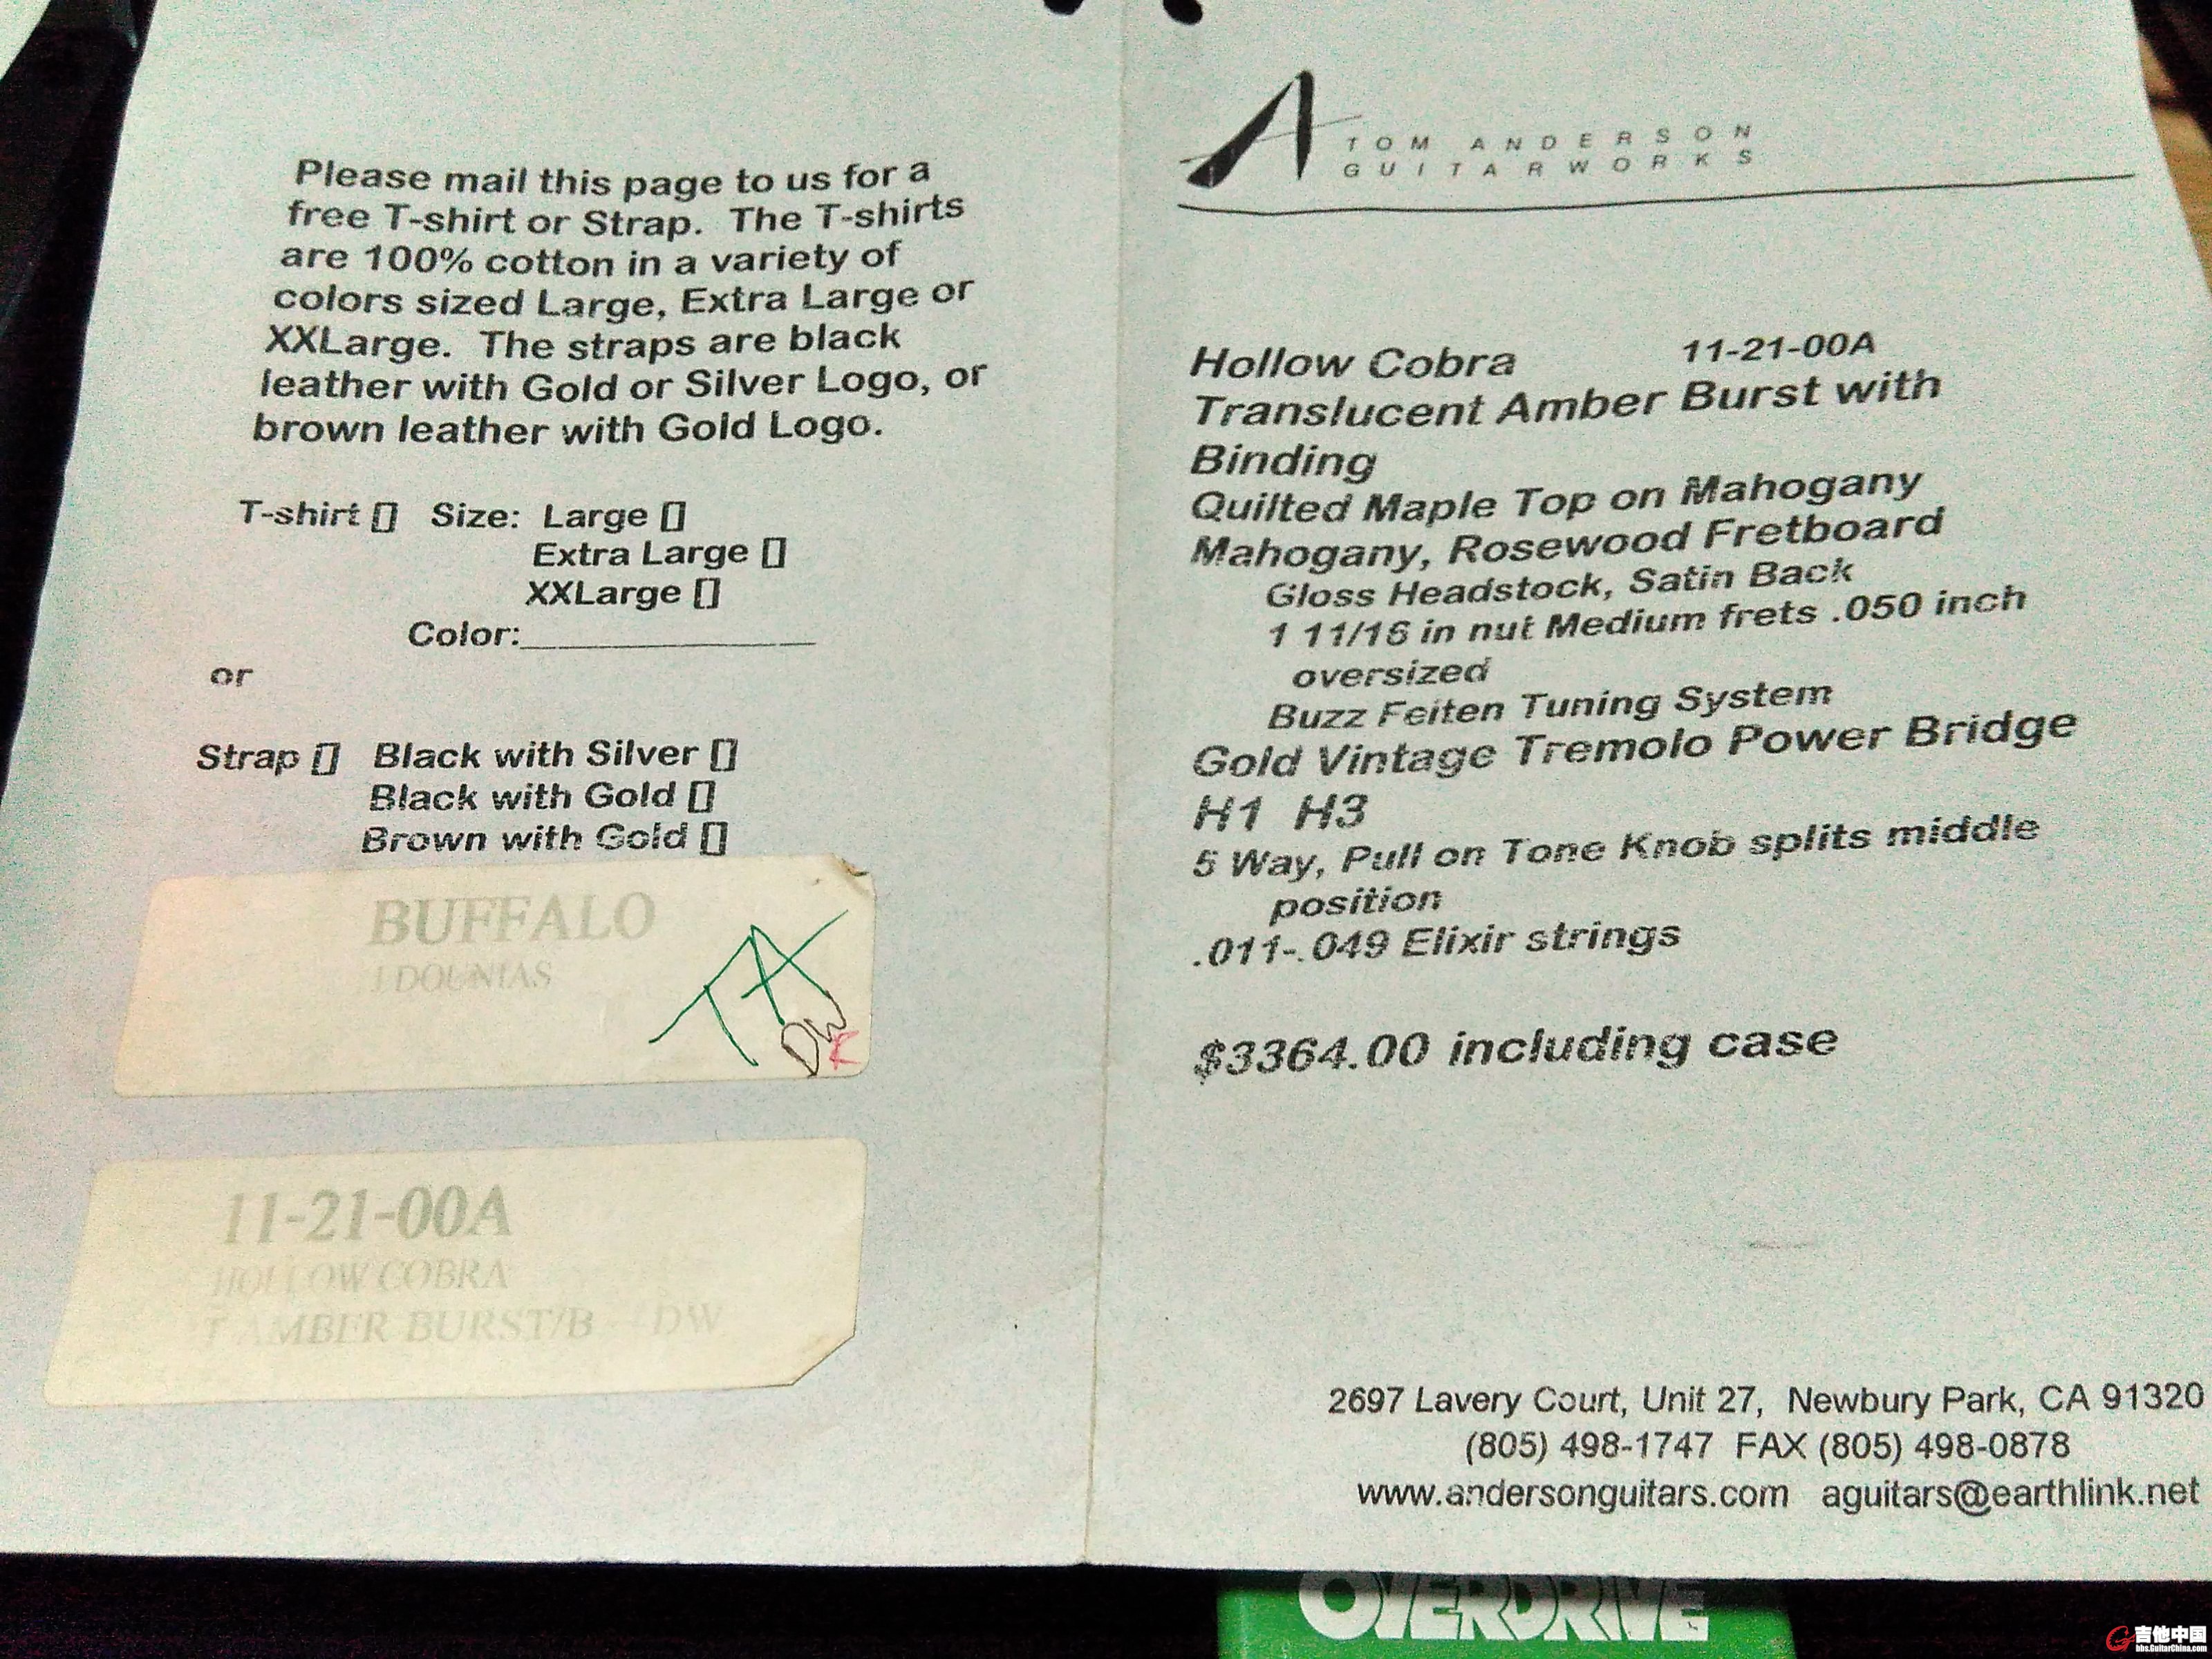 Please mail this page to us for a
free T-shirt or Strap. The T-shirts
are 100% cotton in a variety of
colors sized Large, Extra Large or
XXLarge. The straps are black
leather with Gold or Silver Logo, or
brown leather with Gold Logo.
T-shirt [] Size: Large []
Extra Large []
XXLarge []
Color:____________________
or
Strap [] Black with Silver []
Black with Gold []
Brown with Gold []
BUFFALO
J DOUNIAS
TA
DW
11-21-00A
HOLLOW COBRA
T AMBER BURST/B DW
TOM ANDERSON
GUITARWORKS
Hollow Cobra 11-21-00A
Translucent Amber Burst with
Binding
Quilted Maple Top on Mahogany
Mahogany, Rosewood Fretboard
Gloss Headstock, Satin Back
1 11/16 in nut Medium frets .050 inch
oversized
Buzz Feiten Tuning System
Gold Vintage Tremolo Power Bridge
H1 H3
5 Way, Pull on Tone Knob splits middle
position
.011-.049 Elixir strings
$3364.00 including case
2697 Lavery Court, Unit 27, Newbury Park, CA 91320
(805) 498-1747 FAX (805) 498-0878
www.andersonguitars.com aguitars@earthlink.net
OVERDRIVE
吉他中国
bbs.GuitarChina.com